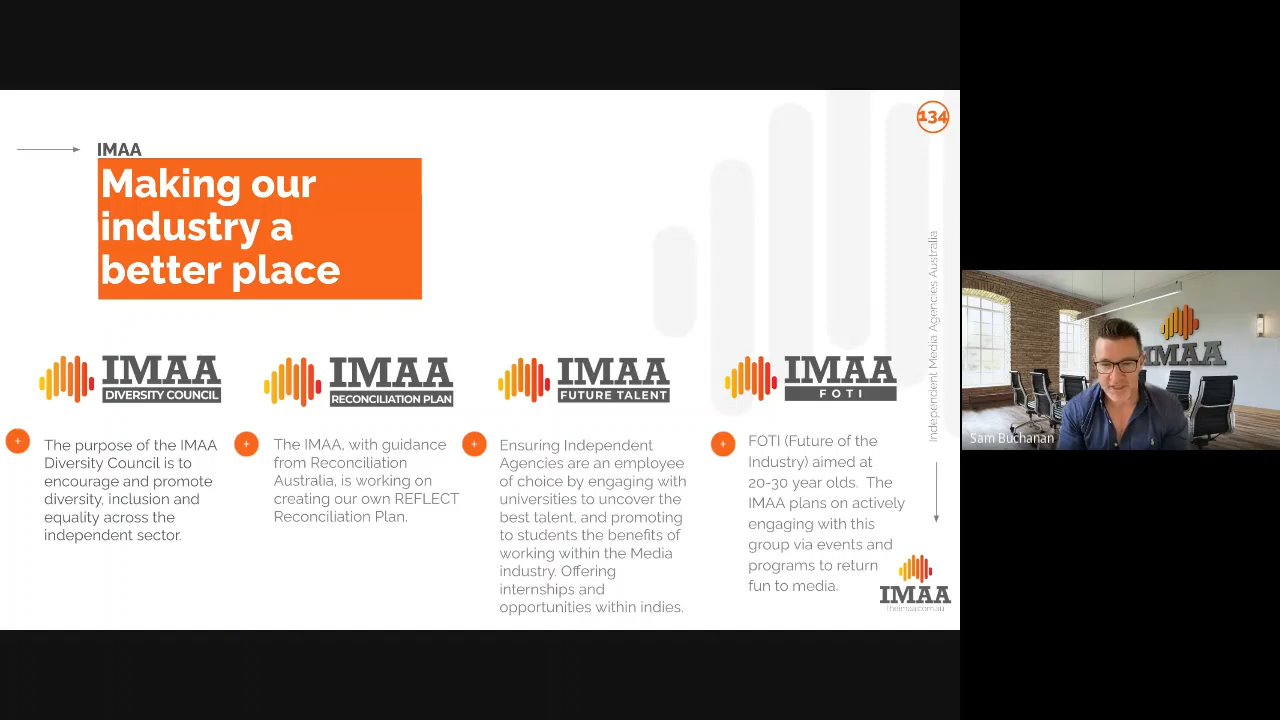 134
IMAA
Making our
industry a
better place
Independent Media Agencies Australia
IMAA
DIVERSITY COUNCIL
The purpose of the IMAA
Diversity Council is to
encourage and promote
diversity, inclusion and
equality across the
independent sector.
IMAA
RECONCILIATION PLAN
The IMAA, with guidance
from Reconciliation
Australia, is working on
creating our own REFLECT
Reconciliation Plan.
IMAA
FUTURE TALENT
Ensuring Independent
Agencies are an employee
of choice by engaging with
universities to uncover the
best talent, and promoting
to students the benefits of
working within the Media
industry. Offering
internships and
opportunities within indies.
IMAA
FOTI
FOTI (Future of the
Industry) aimed at
20-30 year olds. The
IMAA plans on actively
engaging with this
group via events and
programs to return
fun to media.
IMAA
theimaa.com.au
IMAA
Sam Buchanan